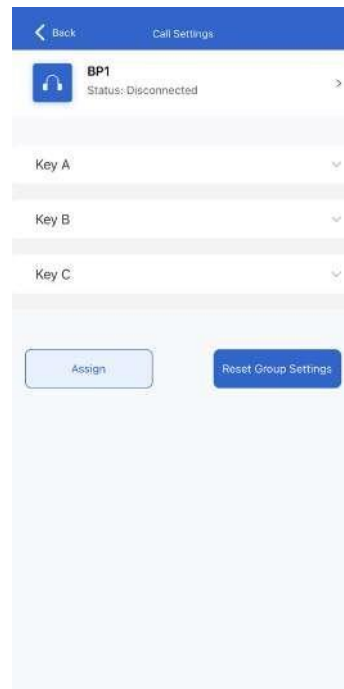 Back
Call Settings
BP1
Status: Disconnected
Key A
Key B
Key C
Assign
Reset Group Settings